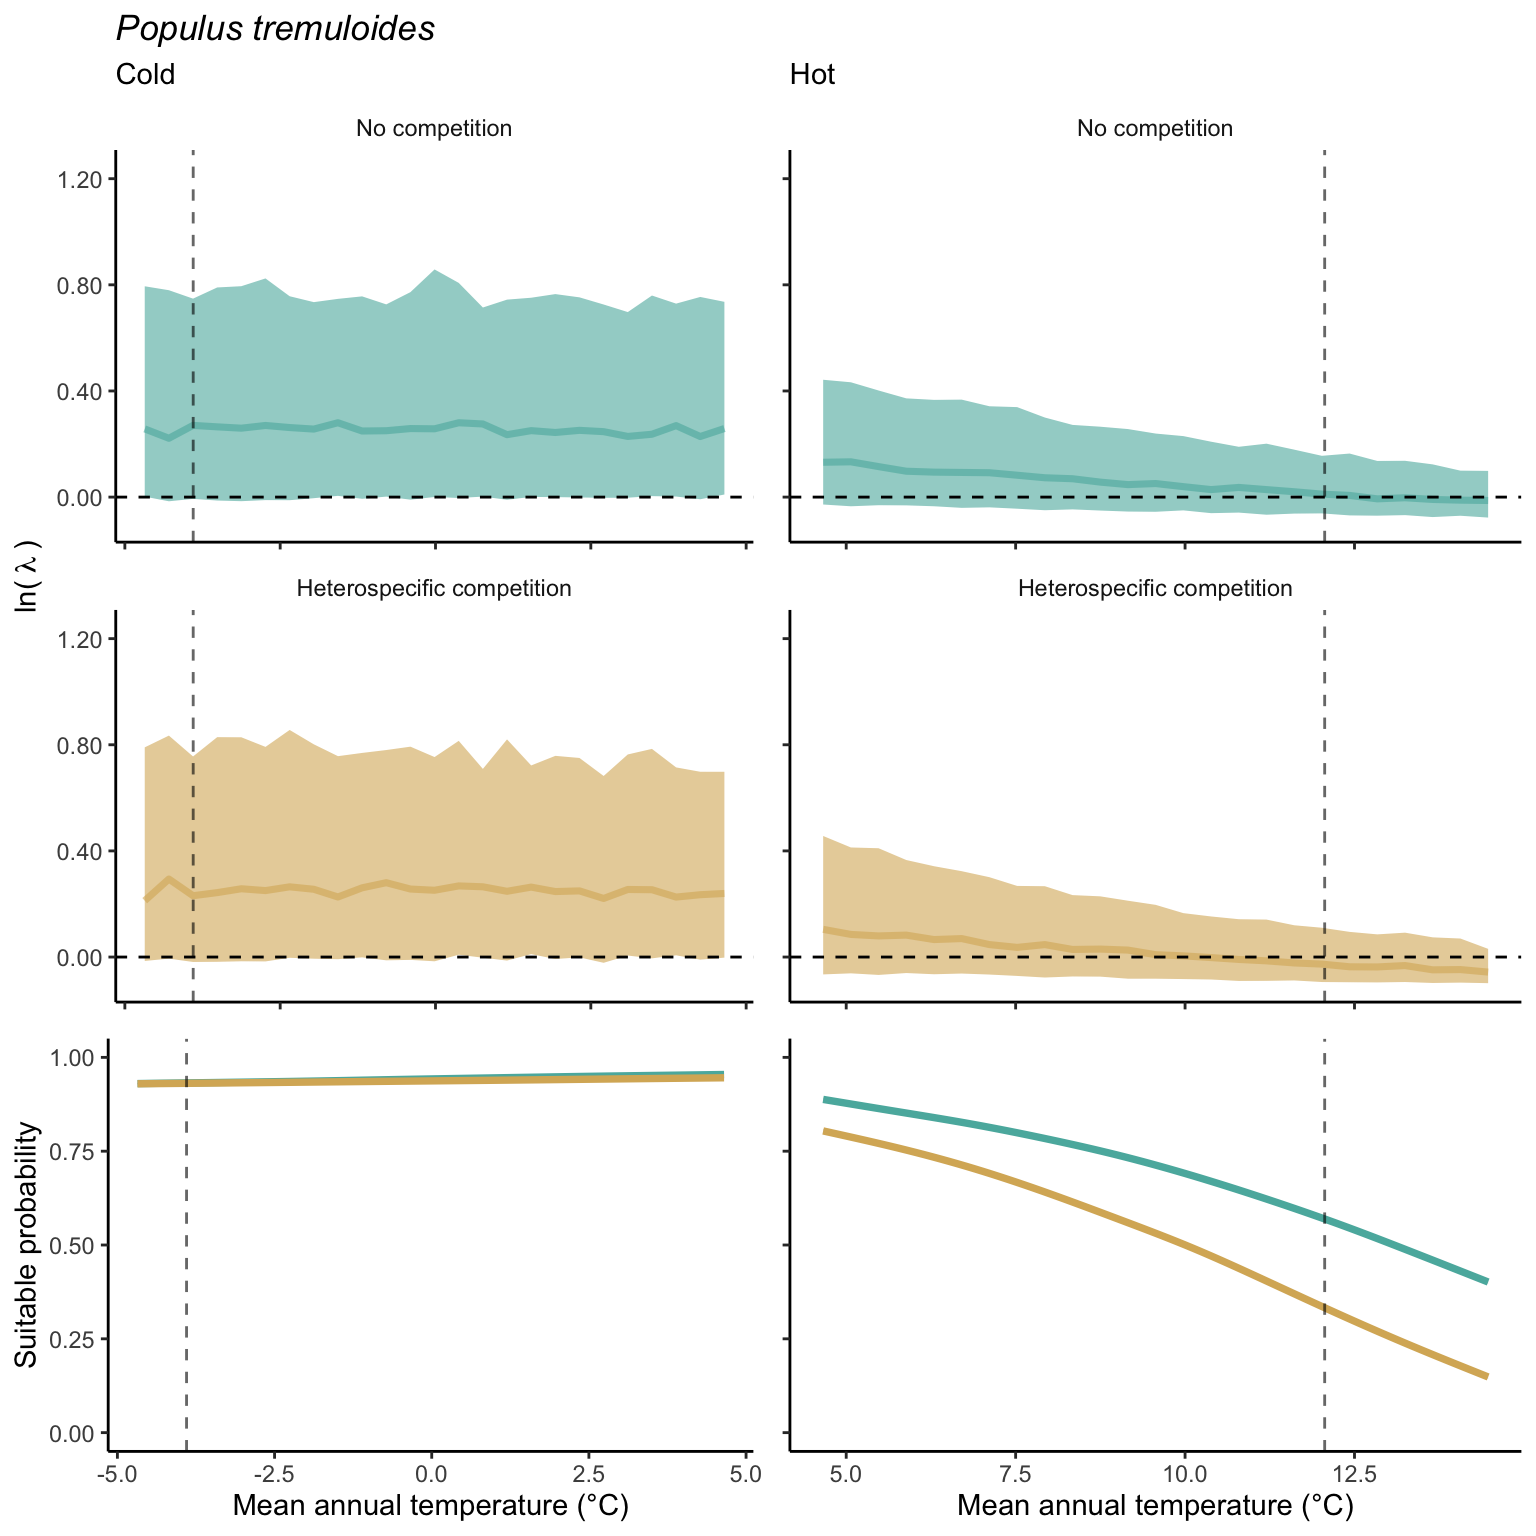 Populus tremuloides
Cold
Hot
No competition
No competition
1.20
0.80
0.40
0.00
ln( λ )
Heterospecific competition
Heterospecific competition
1.20
0.80
0.40
0.00
Suitable probability
1.00
0.75
0.50
0.25
0.00
-5.0 -2.5 0.0 2.5 5.0
5.0 7.5 10.0 12.5
Mean annual temperature (°C)
Mean annual temperature (°C)